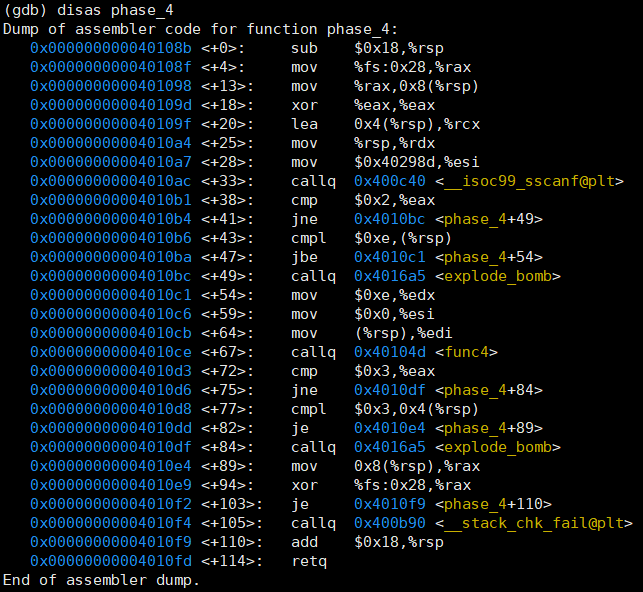 (gdb) disas phase_4
Dump of assembler code for function phase_4:
   0x000000000040108b <+0>:     sub    $0x18,%rsp
   0x000000000040108f <+4>:     mov    %fs:0x28,%rax
   0x0000000000401098 <+13>:    mov    %rax,0x8(%rsp)
   0x000000000040109d <+18>:    xor    %eax,%eax
   0x000000000040109f <+20>:    lea    0x4(%rsp),%rcx
   0x00000000004010a4 <+25>:    mov    %rsp,%rdx
   0x00000000004010a7 <+28>:    mov    $0x40298d,%esi
   0x00000000004010ac <+33>:    callq  0x400c40 <__isoc99_sscanf@plt>
   0x00000000004010b1 <+38>:    cmp    $0x2,%eax
   0x00000000004010b4 <+41>:    jne    0x4010bc <phase_4+49>
   0x00000000004010b6 <+43>:    cmpl   $0xe,(%rsp)
   0x00000000004010ba <+47>:    jbe    0x4010c1 <phase_4+54>
   0x00000000004010bc <+49>:    callq  0x4016a5 <explode_bomb>
   0x00000000004010c1 <+54>:    mov    $0xe,%edx
   0x00000000004010c6 <+59>:    mov    $0x0,%esi
   0x00000000004010cb <+64>:    mov    (%rsp),%edi
   0x00000000004010ce <+67>:    callq  0x40104d <func4>
   0x00000000004010d3 <+72>:    cmp    $0x3,%eax
   0x00000000004010d6 <+75>:    jne    0x4010df <phase_4+84>
   0x00000000004010d8 <+77>:    cmpl   $0x3,0x4(%rsp)
   0x00000000004010dd <+82>:    je     0x4010e4 <phase_4+89>
   0x00000000004010df <+84>:    callq  0x4016a5 <explode_bomb>
   0x00000000004010e4 <+89>:    mov    0x8(%rsp),%rax
   0x00000000004010e9 <+94>:    xor    %fs:0x28,%rax
   0x00000000004010f2 <+103>:   je     0x4010f9 <phase_4+110>
   0x00000000004010f4 <+105>:   callq  0x400b90 <__stack_chk_fail@plt>
   0x00000000004010f9 <+110>:   add    $0x18,%rsp
   0x00000000004010fd <+114>:   retq
End of assembler dump.